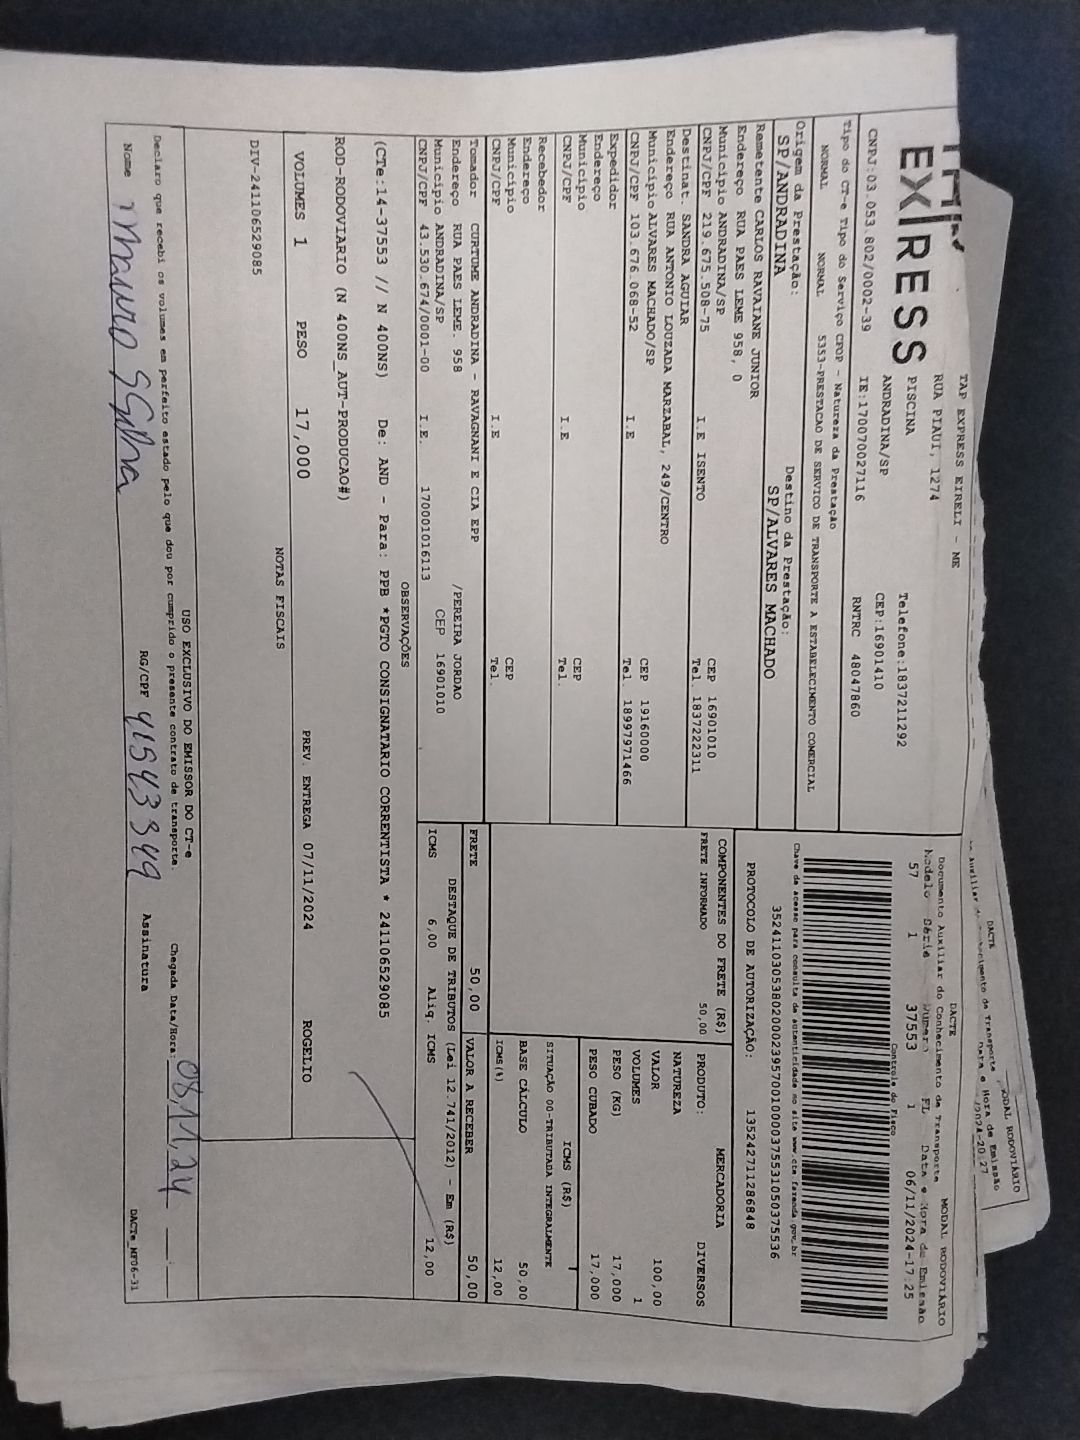 TAP EXPRESS EIRELI - ME
RUA PIAUI, 1274
PISCINA
ANDRADINA/SP
Telefone:1837211292
CEP:16901410
EXPRESS
CNPJ:03.053.802/0002-39 IE:170070027116 RNTRC 48047860
Tipo do CT-e Tipo do Serviço CFOP - Natureza da Prestação
NORMAL NORMAL 5353-PRESTACAO DE SERVICO DE TRANSPORTE A ESTABELECIMENTO COMERCIAL
Origem da Prestação: Destino da Prestação:
SP/ANDRADINA SP/ALVARES MACHADO
DACTE MODAL RODOVIÁRIO
Documento Auxiliar do Conhecimento de Transporte
Modelo Série Número FL Data e Hora de Emissão
57 1 37553 1 06/11/2024-17:25
Controle do Fisco
Chave de acesso para consulta de autenticidade no site www.cte.fazenda.gov.br
35241103053802000239570010000375531050375536
PROTOCOLO DE AUTORIZAÇÃO: 135242711286848
Remetente CARLOS RAVAIANE JUNIOR
Endereço RUA PAES LEME 958, 0
Município ANDRADINA/SP CEP 16901010
CNPJ/CPF 219.675.508-75 I.E ISENTO Tel. 1837222311
Destinat. SANDRA AGUIAR
Endereço RUA ANTONIO LOUZADA MARZABAL, 249/CENTRO
Município ALVARES MACHADO/SP CEP 19160000
CNPJ/CPF 103.676.068-52 I.E Tel. 18997971466
Expedidor
Endereço
Município CEP
CNPJ/CPF I.E Tel.
Recebedor
Endereço
Município CEP
CNPJ/CPF I.E Tel.
Tomador CURTUME ANDRADINA - RAVAGNANI E CIA EPP
Endereço RUA PAES LEME. 958 /PEREIRA JORDAO
Município ANDRADINA/SP CEP 16901010
CNPJ/CPF 43.530.674/0001-00 I.E. 170001016113
COMPONENTES DO FRETE (R$)
FRETE INFORMADO 50,00
PRODUTO: MERCADORIA DIVERSOS
NATUREZA
VALOR 100,00
VOLUMES 1
PESO (KG) 17,000
PESO CUBADO 17,000
ICMS (R$)
SITUAÇÃO 00-TRIBUTADA INTEGRALMENTE
BASE CÁLCULO 50,00
ICMS(%) 12,00
FRETE 50,00 VALOR A RECEBER 50,00
DESTAQUE DE TRIBUTOS (Lei 12.741/2012) - Em (R$)
ICMS 6,00 Aliq. ICMS 12,00
OBSERVAÇÕES
(CTe:14-37553 // N 400NS) De: AND - Para: PPB *PGTO CONSIGNATARIO CORRENTISTA * 241106529085
ROD-RODOVIARIO (N 400NS_AUT-PRODUCAO#)
VOLUMES 1 PESO 17,000 PREV. ENTREGA 07/11/2024 ROGELIO
NOTAS FISCAIS
DIV-241106529085
USO EXCLUSIVO DO EMISSOR DO CT-e
Declaro que recebi os volumes em perfeito estado pelo que dou por cumprido o presente contrato de transporte. Chegada Data/Hora: 08,11,24
Nome RG/CPF 41543349 Assinatura
DACTe_MF06-31
DACTE MODAL RODOVIÁRIO